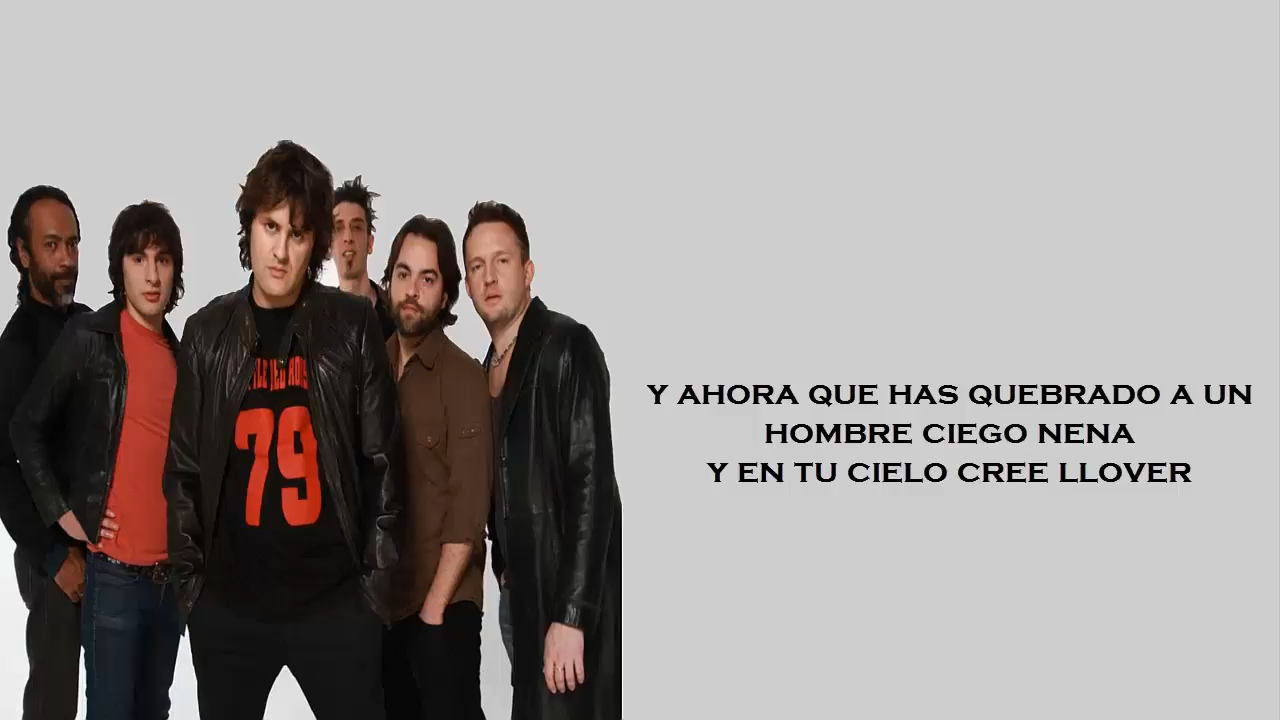 79
Y AHORA QUE HAS QUEBRADO A UN
HOMBRE CIEGO NENA
Y EN TU CIELO CREE LLOVER